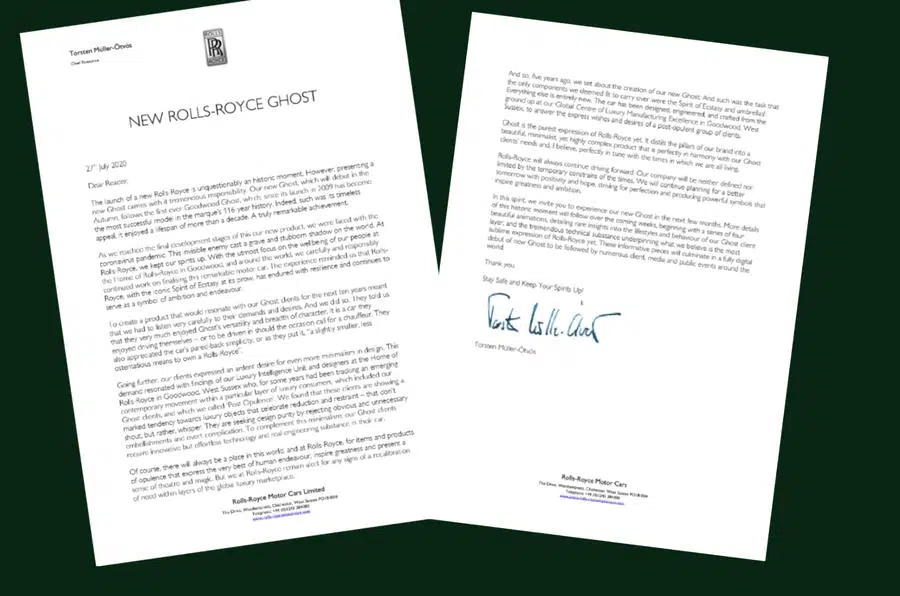 Torsten Müller-Ötvös
Chief Executive
ROLLS
RR
ROYCE
NEW ROLLS-ROYCE GHOST
27th July 2020
Dear Reader,
The launch of a new Rolls-Royce is unquestionably an historic moment. However, presenting a
new Ghost carries with it tremendous responsibility. Our new Ghost, which will debut in the
Autumn, follows the first ever Goodwood Ghost, which, since its launch in 2009 has become
the most successful model in the marque's 116 year history. Indeed, such was its timeless
appeal, it enjoyed a lifespan of more than a decade. A truly remarkable achievement.
As we reached the final development stages of this our new product, we were faced with the
coronavirus pandemic. This invisible enemy cast a grave and stubborn shadow on the world. At
Rolls-Royce, we kept our spirits up. With the utmost focus on the wellbeing of our people at
the Home of Rolls-Royce in Goodwood, and around the world, we carefully and responsibly
continued work on finalising this remarkable motor car. The experience reminded us that Rolls-
Royce, with the iconic Spirit of Ecstasy at its prow, has endured with resilience and continues to
serve as a symbol of ambition and endeavour.
To create a product that would resonate with our Ghost clients for the next ten years meant
that we had to listen very carefully to their demands and desires. And we did so. They told us
that they very much enjoyed Ghost's versatility and breadth of character. It is a car they
enjoyed driving themselves – or to be driven in should the occasion call for a chauffeur. They
also appreciated the car's pared-back simplicity, or as they put it, "a slightly smaller, less
ostentatious means to own a Rolls-Royce".
Going further, our clients expressed an ardent desire for even more minimalism in design. This
demand resonated with findings of our Luxury Intelligence Unit and designers at the Home of
Rolls-Royce in Goodwood, West Sussex who, for some years had been tracking an emerging
contemporary movement within a particular layer of luxury consumers, which included our
Ghost clients, and which we called 'Post Opulence'. We found that these clients are showing a
marked tendency towards luxury objects that celebrate reduction and restraint – that don't
shout, but rather, whisper. They are seeking design purity by rejecting obvious and unnecessary
embellishments and overt complication. To complement this minimalism, our Ghost clients
require innovative but effortless technology and real engineering substance in their car.
Of course, there will always be a place in this world, and at Rolls Royce, for items and products
of opulence that express the very best of human endeavour, inspire greatness and present a
sense of theatre and magic. But we at Rolls-Royce remain alert for any signs of a recalibration
of need within layers of the global luxury marketplace.
Rolls-Royce Motor Cars Limited
The Drive, Westhampnett, Chichester, West Sussex PO18 0SH
And so, five years ago, we set about the creation of our new Ghost. And such was the task that
the only components we deemed fit to carry over were the Spirit of Ecstasy and umbrellas!
Everything else is entirely new. The car has been designed, engineered, and crafted from the
ground up at our Global Centre of Luxury Manufacturing Excellence in Goodwood, West
Sussex, to answer the express wishes and desires of a post-opulent group of clients.
Ghost is the purest expression of Rolls-Royce yet. It distils the pillars of our brand into a
beautiful, minimalist, yet highly complex product that is perfectly in harmony with our Ghost
clients' needs and, I believe, perfectly in tune with the times in which we are all living.
Rolls-Royce will always continue driving forward. Our company will be neither defined nor
limited by the temporary constraints of the times. We will continue planning for a better
tomorrow with positivity and hope, striving for perfection and producing powerful symbols that
inspire greatness and ambition.
In this spirit, we invite you to experience our new Ghost in the next few months. More details
of this historic moment will follow over the coming weeks, beginning with a series of four
beautiful animations, detailing rare insights into the lifestyles and behaviour of our Ghost client
layer, and the tremendous technical substance underpinning what we believe is the most
sublime expression of Rolls-Royce yet. These informative pieces will culminate in a fully digital
debut of new Ghost to be followed by numerous client, media and public events around the
world
Thank you.
Stay Safe and Keep Your Spirits Up!
Torsten Müller-Ötvös
Rolls-Royce Motor Cars
The Drive, Westhampnett, Chichester, West Sussex PO18 0SH